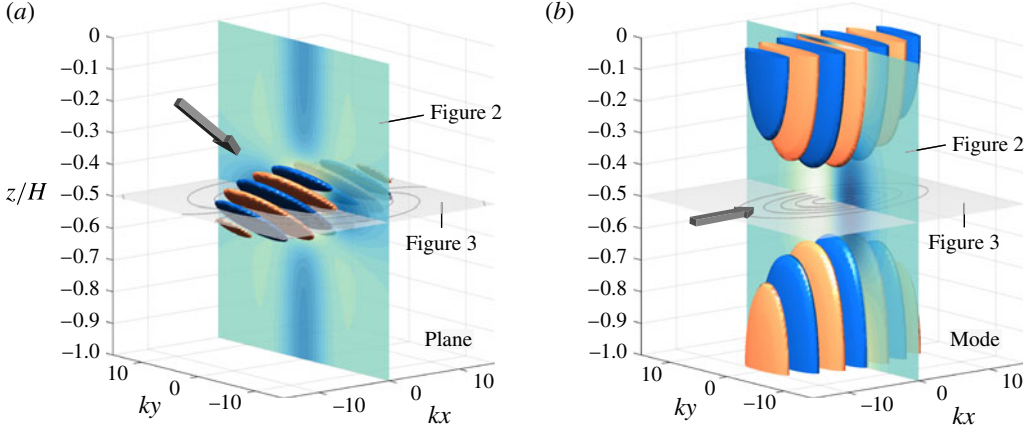 (a)
0
–0.1
–0.2
–0.3
–0.4
z/H –0.5
–0.6
–0.7
–0.8
–0.9
–1.0
10
0
–10
ky
–10
0
10
kx
Figure 2
Figure 3
Plane
(b)
0
–0.1
–0.2
–0.3
–0.4
–0.5
–0.6
–0.7
–0.8
–0.9
–1.0
10
0
–10
ky
–10
0
10
kx
Figure 2
Figure 3
Mode